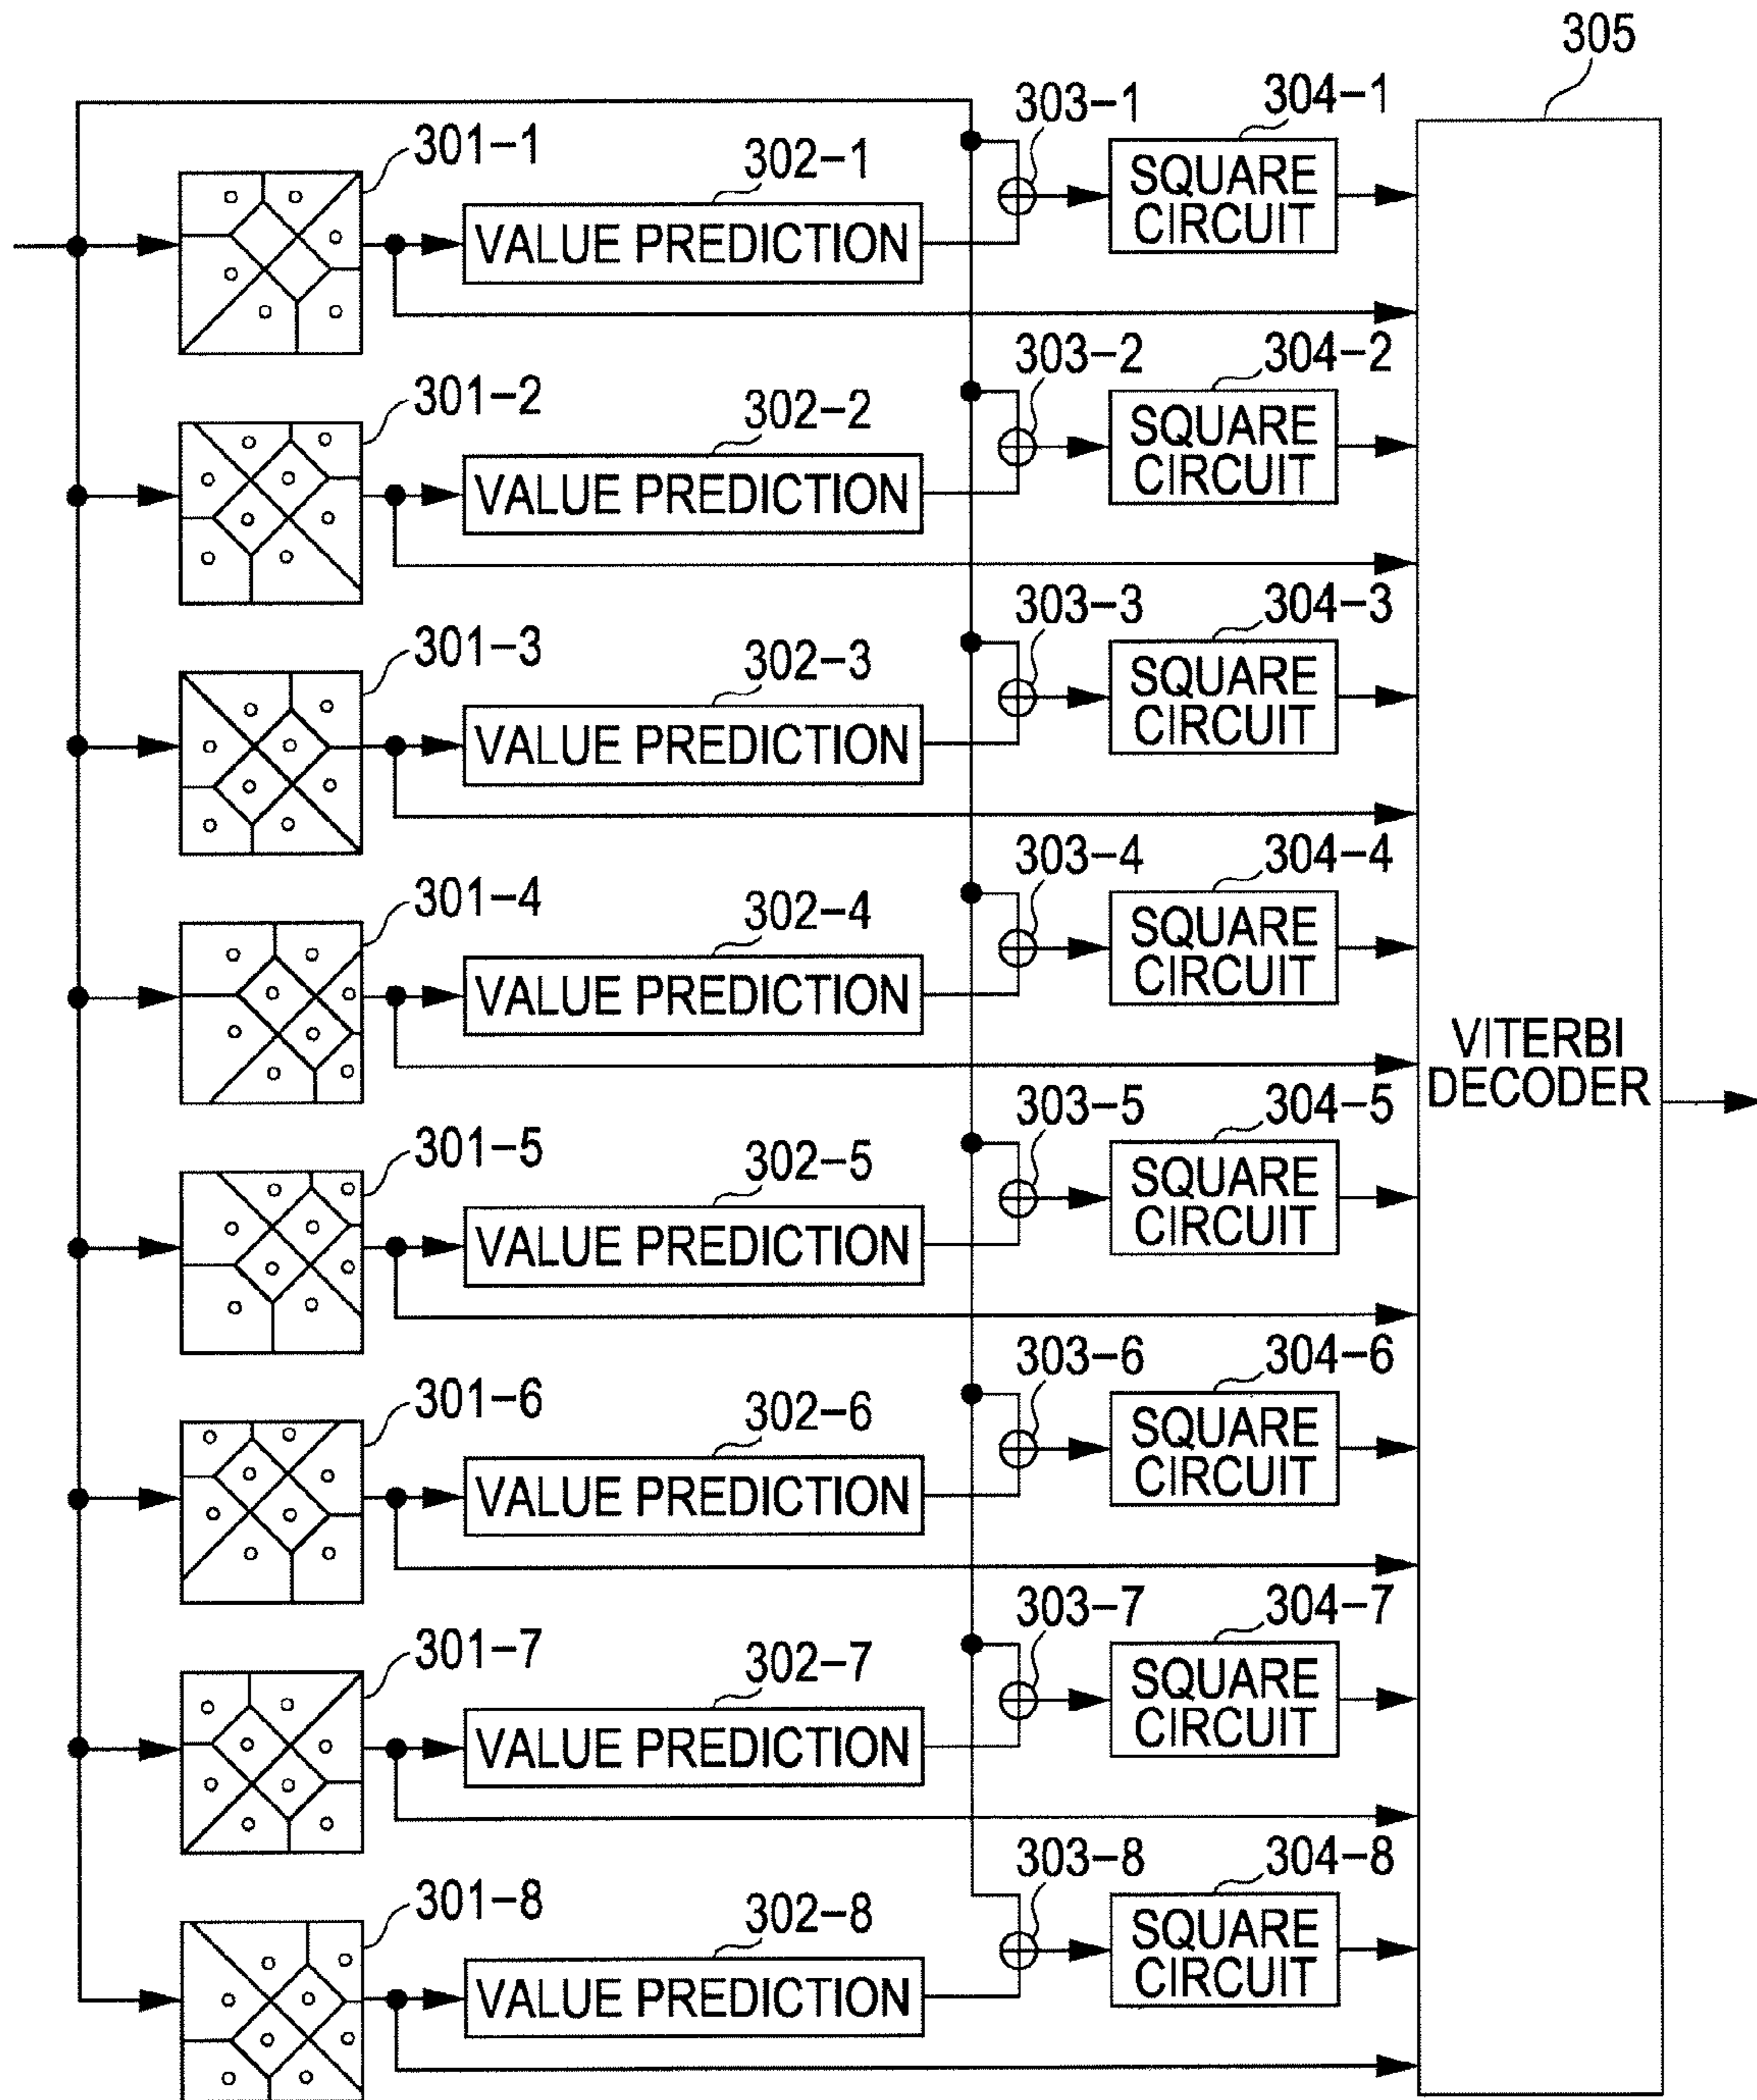 305
303-1
304-1
301-1
302-1
SQUARE
CIRCUIT
VALUE PREDICTION
303-2
304-2
301-2
302-2
SQUARE
CIRCUIT
VALUE PREDICTION
303-3
304-3
301-3
302-3
SQUARE
CIRCUIT
VALUE PREDICTION
303-4
304-4
301-4
302-4
SQUARE
CIRCUIT
VALUE PREDICTION
VITERBI
DECODER
303-5
304-5
301-5
302-5
SQUARE
CIRCUIT
VALUE PREDICTION
303-6
304-6
301-6
302-6
SQUARE
CIRCUIT
VALUE PREDICTION
303-7
304-7
301-7
302-7
SQUARE
CIRCUIT
VALUE PREDICTION
303-8
304-8
301-8
302-8
SQUARE
CIRCUIT
VALUE PREDICTION